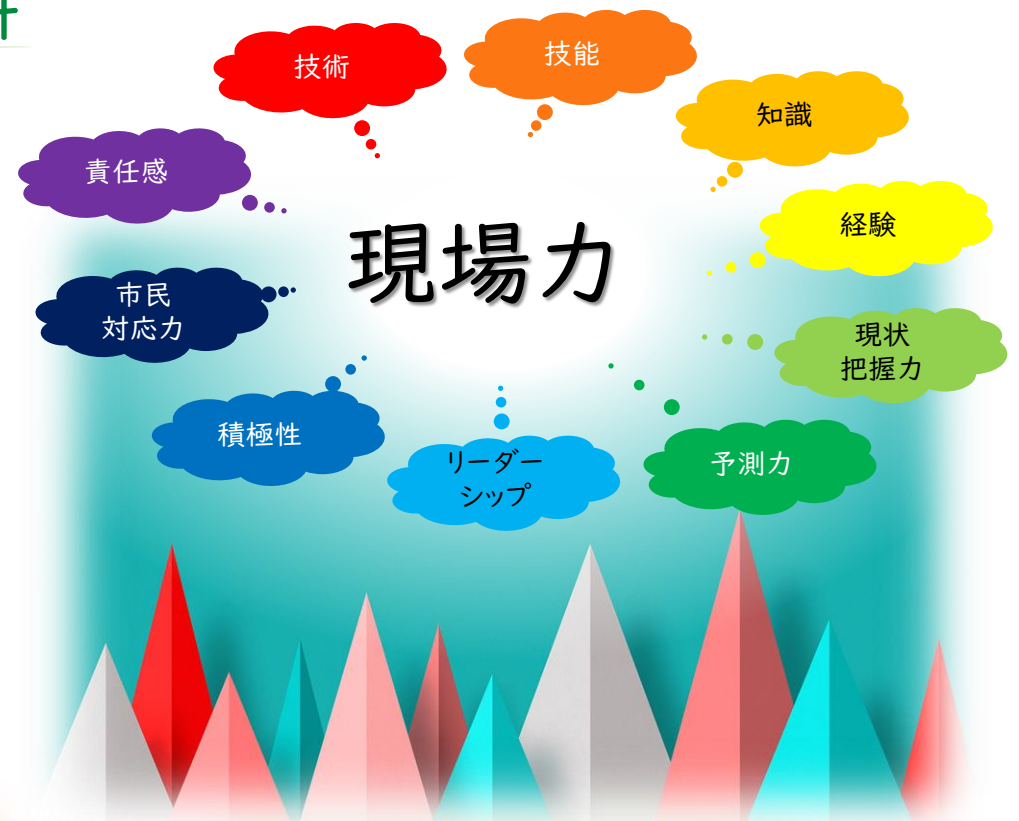 技術
技能
知識
責任感
経験
現場力
市民
対応力
現状
把握力
積極性
リーダー
シップ
予測力